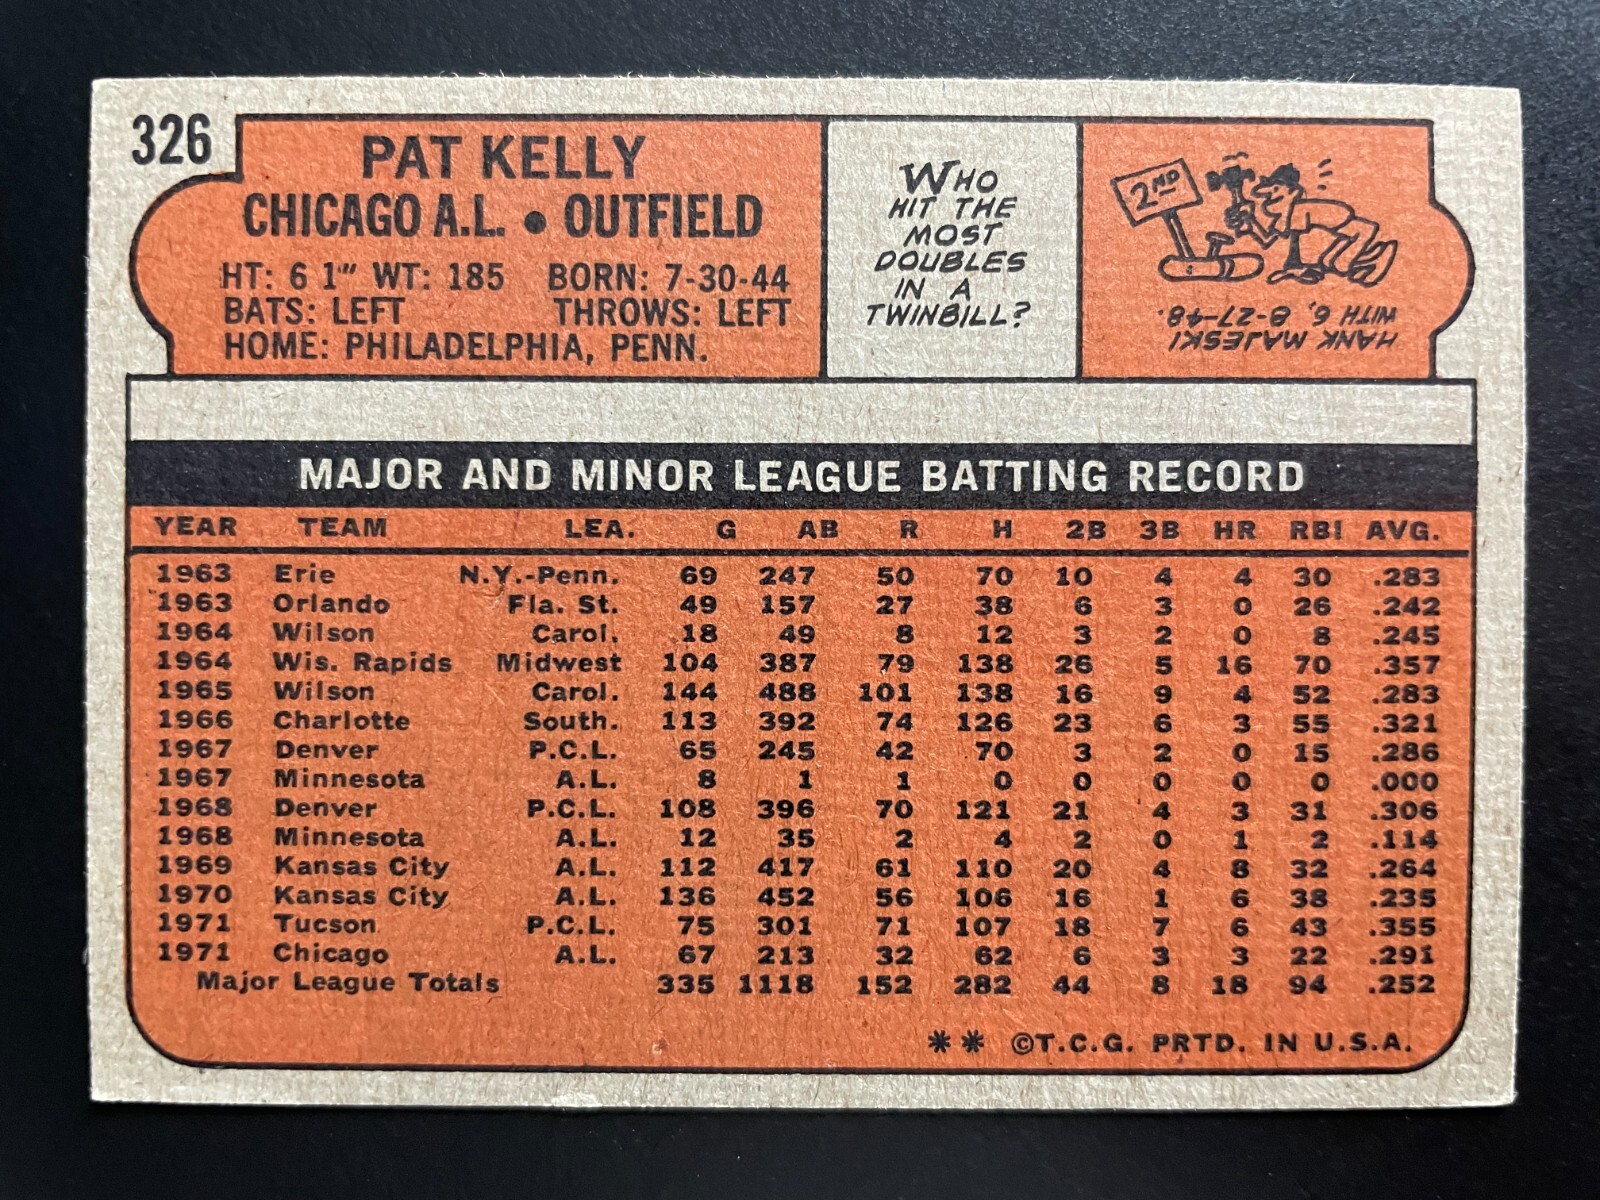 326
PAT KELLY
CHICAGO A.L. • OUTFIELD
HT: 6 1" WT: 185 BORN: 7-30-44
BATS: LEFT THROWS: LEFT
HOME: PHILADELPHIA, PENN.
WHO
HIT THE
MOST
DOUBLES
IN A
TWINBILL?
2ND
HANK MAJESKI
WITH 6, 8-27-48.
MAJOR AND MINOR LEAGUE BATTING RECORD
YEAR TEAM LEA. G AB R H 2B 3B HR RBI AVG.
1963 Erie N.Y.-Penn. 69 247 50 70 10 4 4 30 .283
1963 Orlando Fla. St. 49 157 27 38 6 3 0 26 .242
1964 Wilson Carol. 18 49 8 12 3 2 0 8 .245
1964 Wis. Rapids Midwest 104 387 79 138 26 5 16 70 .357
1965 Wilson Carol. 144 488 101 138 16 9 4 52 .283
1966 Charlotte South. 113 392 74 126 23 6 3 55 .321
1967 Denver P.C.L. 65 245 42 70 3 2 0 15 .286
1967 Minnesota A.L. 8 1 1 0 0 0 0 0 .000
1968 Denver P.C.L. 108 396 70 121 21 4 3 31 .306
1968 Minnesota A.L. 12 35 2 4 2 0 1 2 .114
1969 Kansas City A.L. 112 417 61 110 20 4 8 32 .264
1970 Kansas City A.L. 136 452 56 106 16 1 6 38 .235
1971 Tucson P.C.L. 75 301 71 107 18 7 6 43 .355
1971 Chicago A.L. 67 213 32 62 6 3 3 22 .291
Major League Totals 335 1118 152 282 44 8 18 94 .252
** ©T.C.G. PRTD. IN U.S.A.